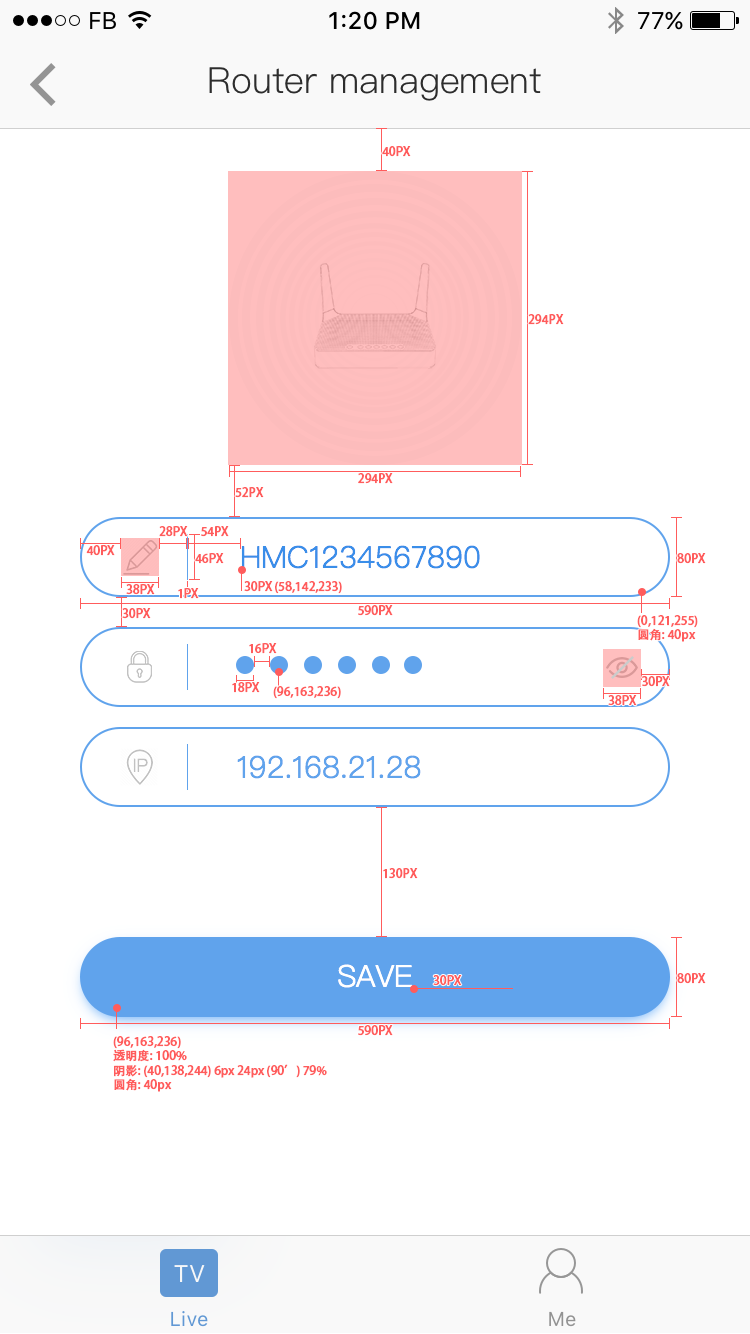 FB 1:20 PM 77%
Router management
40PX
294PX
294PX
52PX
28PX 54PX
40PX 46PX HMC1234567890 80PX
38PX 1PX 30PX (58,142,233)
30PX 590PX
(0,121,255)
圆角: 40px
16PX
18PX (96,163,236) 30PX
38PX
IP 192.168.21.28
130PX
SAVE 30PX 80PX
590PX
(96,163,236)
透明度: 100%
阴影: (40,138,244) 6px 24px (90′) 79%
圆角: 40px
TV
Live Me